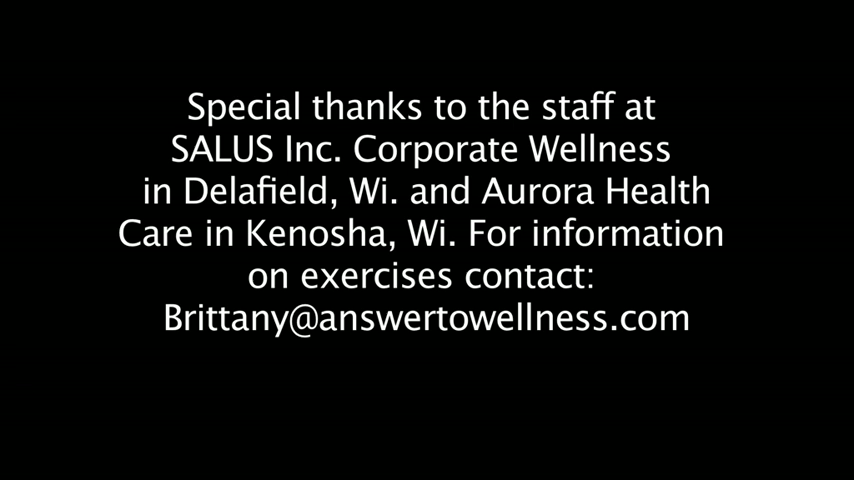 Special thanks to the staff at
SALUS Inc. Corporate Wellness
in Delafield, Wi. and Aurora Health
Care in Kenosha, Wi. For information
on exercises contact:
Brittany@answertowellness.com